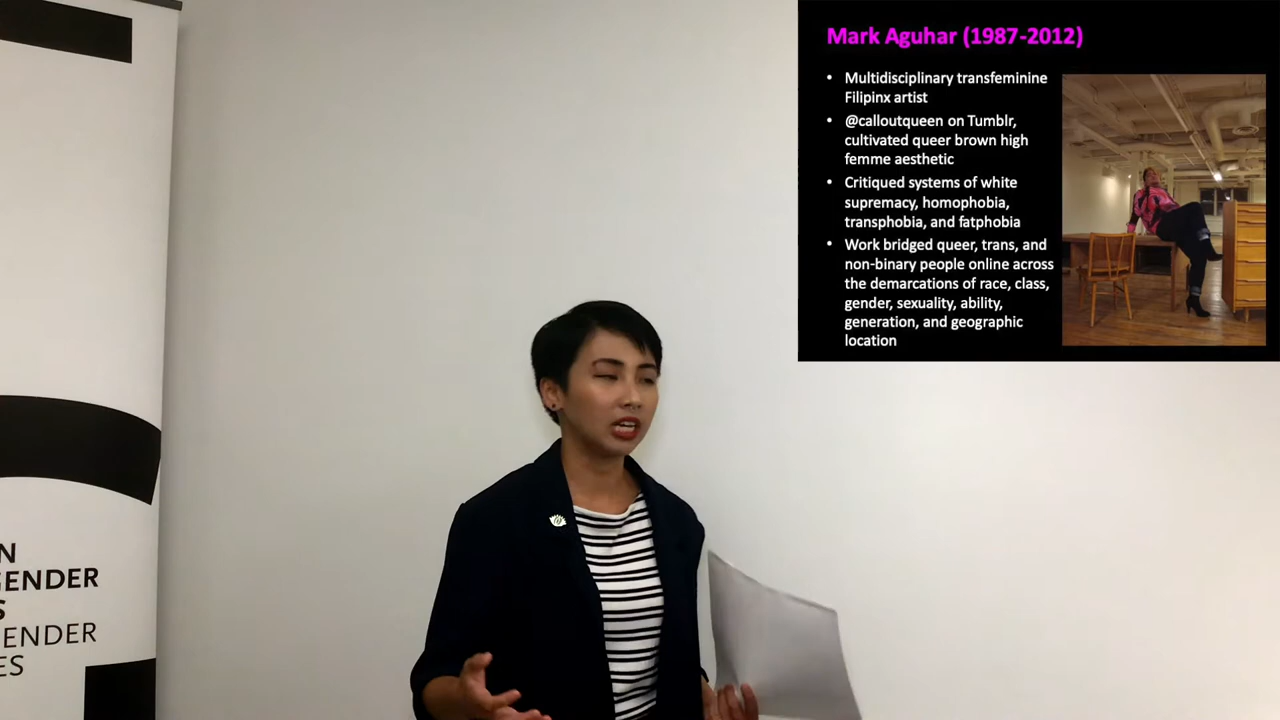 Mark Aguhar (1987-2012)
• Multidisciplinary transfeminine
Filipinx artist
• @calloutqueen on Tumblr,
cultivated queer brown high
femme aesthetic
• Critiqued systems of white
supremacy, homophobia,
transphobia, and fatphobia
• Work bridged queer, trans, and
non-binary people online across
the demarcations of race, class,
gender, sexuality, ability,
generation, and geographic
location
N
GENDER
S
ENDER
ES